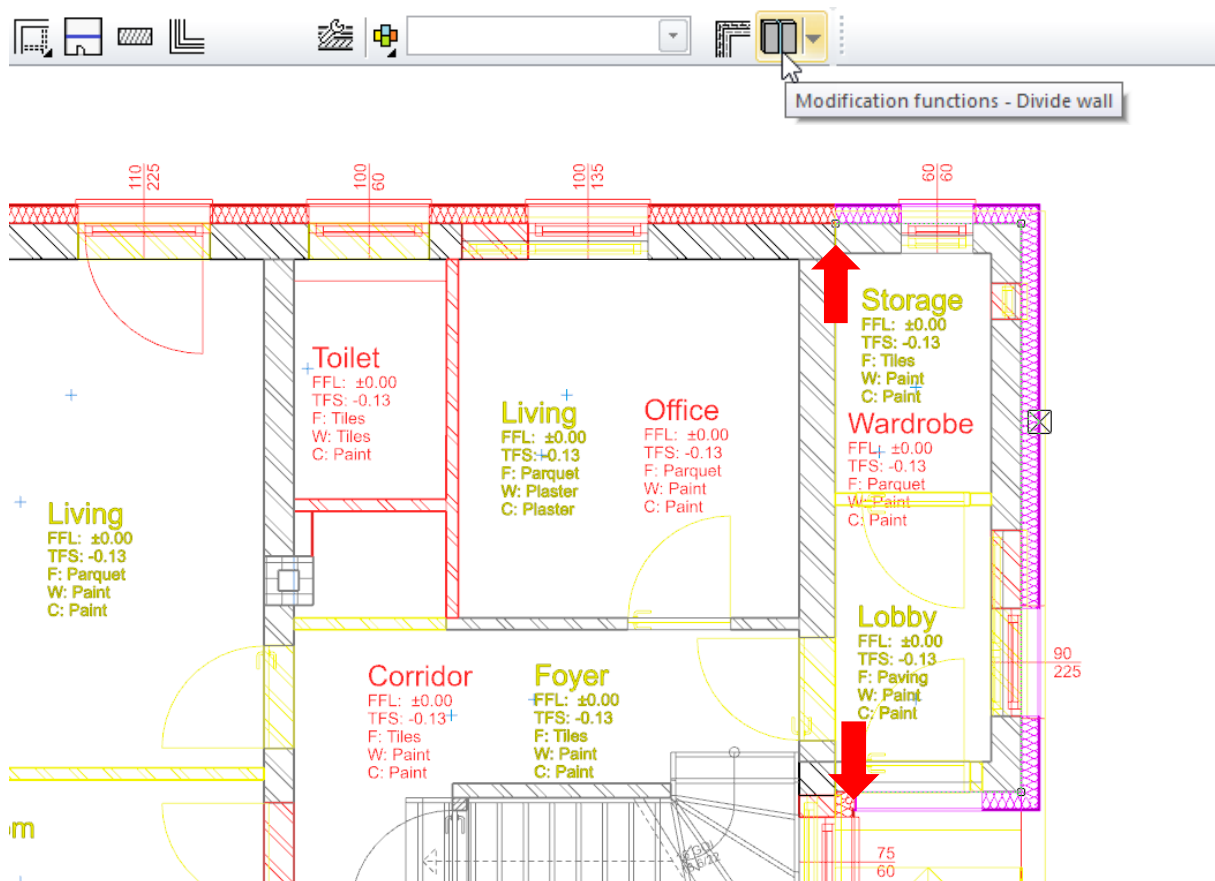 Modification functions - Divide wall
110
225
100
60
100
135
60
60
Storage
FFL: ±0.00
TFS: -0.13
F: Tiles
W: Paint
C: Paint
Toilet
FFL: ±0.00
TFS: -0.13
F: Tiles
W: Tiles
C: Paint
Living
FFL: ±0.00
TFS: -0.13
F: Parquet
W: Plaster
C: Plaster
Office
FFL: ±0.00
TFS: -0.13
F: Parquet
W: Paint
C: Paint
Wardrobe
FFL: ±0.00
TFS: -0.13
F: Parquet
W: Paint
C: Paint
Living
FFL: ±0.00
TFS: -0.13
F: Parquet
W: Paint
C: Paint
Lobby
FFL: ±0.00
TFS: -0.13
F: Paving
W: Paint
C: Paint
90
225
Corridor
FFL: ±0.00
TFS: -0.13
F: Tiles
W: Paint
C: Paint
Foyer
FFL: ±0.00
TFS: -0.13
F: Tiles
W: Paint
C: Paint
om
75
60